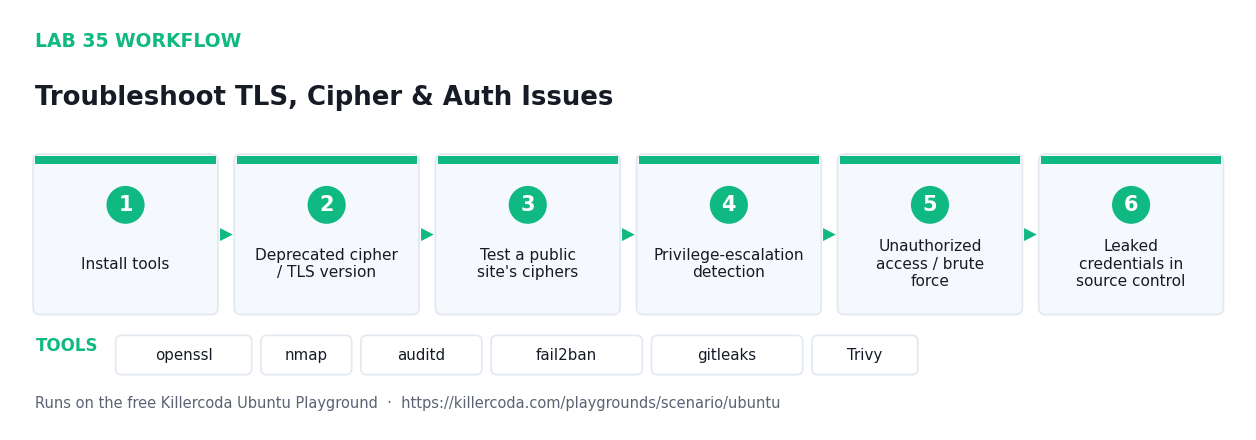 LAB 35 WORKFLOW
Troubleshoot TLS, Cipher & Auth Issues
1
Install tools
2
Deprecated cipher
/ TLS version
3
Test a public
site's ciphers
4
Privilege-escalation
detection
5
Unauthorized
access / brute
force
6
Leaked
credentials in
source control
TOOLS
openssl
nmap
auditd
fail2ban
gitleaks
Trivy
Runs on the free Killercoda Ubuntu Playground · https://killercoda.com/playgrounds/scenario/ubuntu